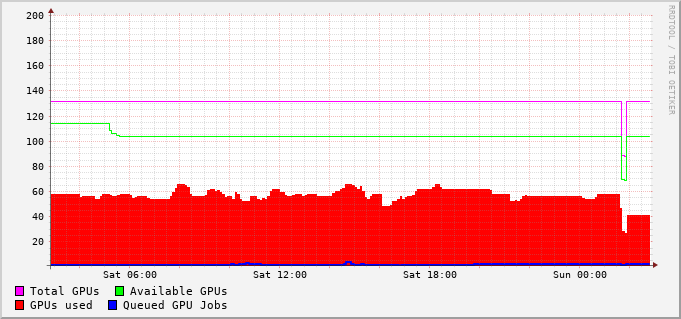 200
180
160
140
120
100
80
60
40
20
Sat 06:00 Sat 12:00 Sat 18:00 Sun 00:00
Total GPUs Available GPUs
GPUs used Queued GPU Jobs
RRDTOOL / TOBI OETIKER